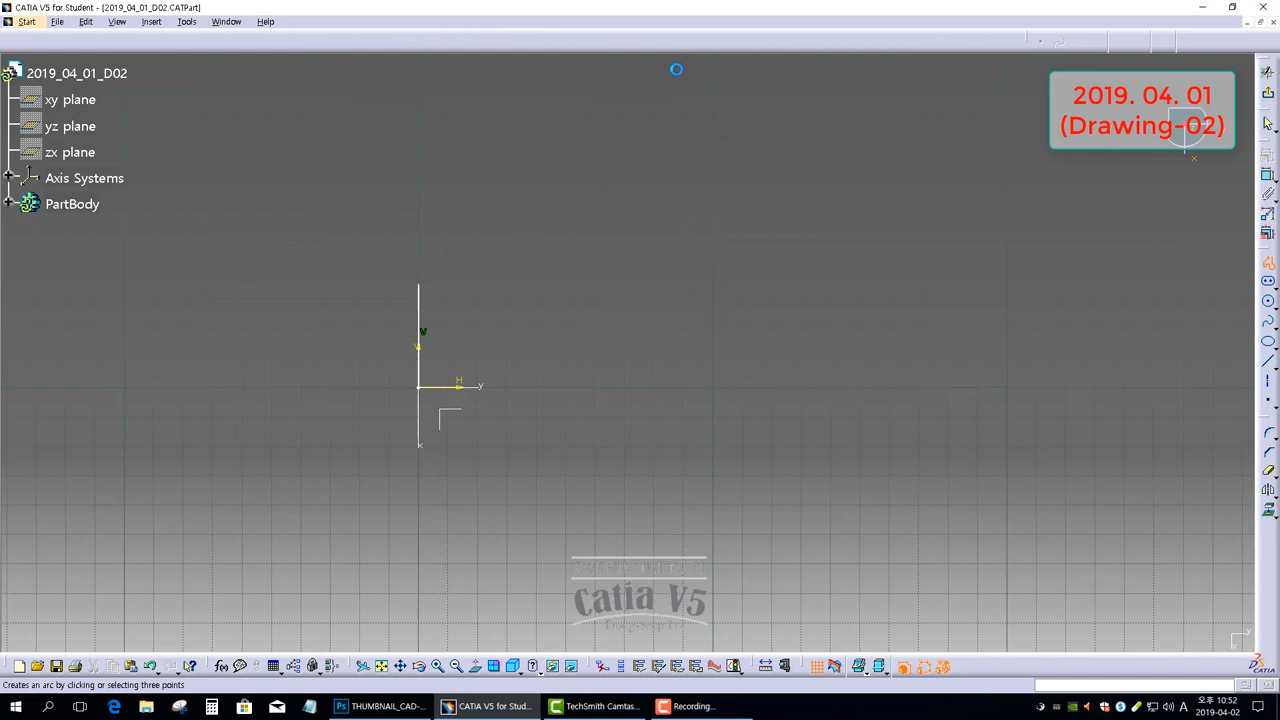 CATIA V5 for Student - [2019_04_01_D02.CATPart]
Start File Edit View Insert Tools Window Help
2019_04_01_D02
xy plane
yz plane
zx plane
Axis Systems
PartBody
2019. 04. 01
(Drawing-02)
V
H
y
x
Catia V5
Creates an arc by clicking or selecting three points
THUMBNAIL_CAD-...
CATIA V5 for Stud...
TechSmith Camtas...
Recording...
오후 10:52
2019-04-02